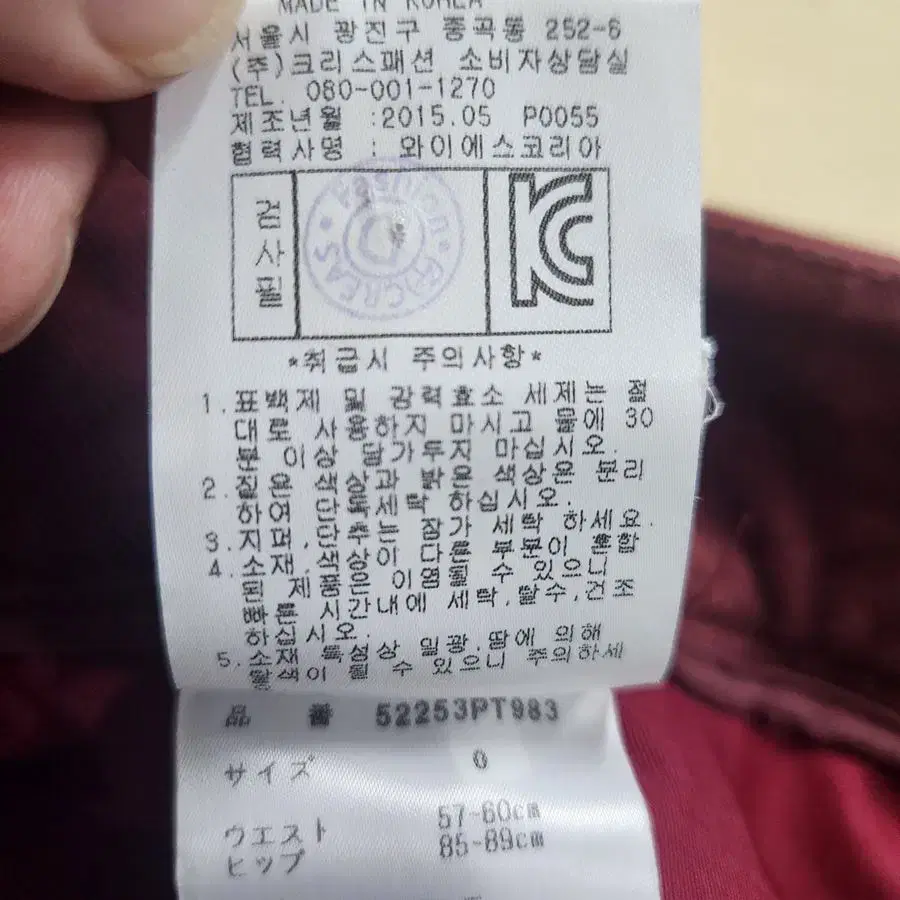 MADE IN KOREA
서울시 광진구 중곡동 252-6
(주)크리스패션 소비자상담실
TEL. 080-001-1270
제조년월 :2015.05 P0055
협력사명 : 와이에스코리아
검사필
Fashion
CREAS
KC
*취급시 주의사항*
1.표백제 및 강력효소 세제는 절
대로 사용하지 마시고 물에 30
분 이상 담가두지 마십시오.
2.짙은 색상과 밝은 색상은 분리
하여 단독세탁 하십시오.
3.지퍼,단추는 잠가 세탁 하세요.
4.소재,색상이 다른 부분이 혼합
된 제품은 이염될 수 있으니
빠른 시간내에 세탁,탈수,건조
하십시오.
5.소재 특성상 일광,땀에 의해
탈색이 될 수 있으니 주의하세
品 番 52253PT983
サイズ 0
ウエスト 57-60cm
ヒップ 85-89cm